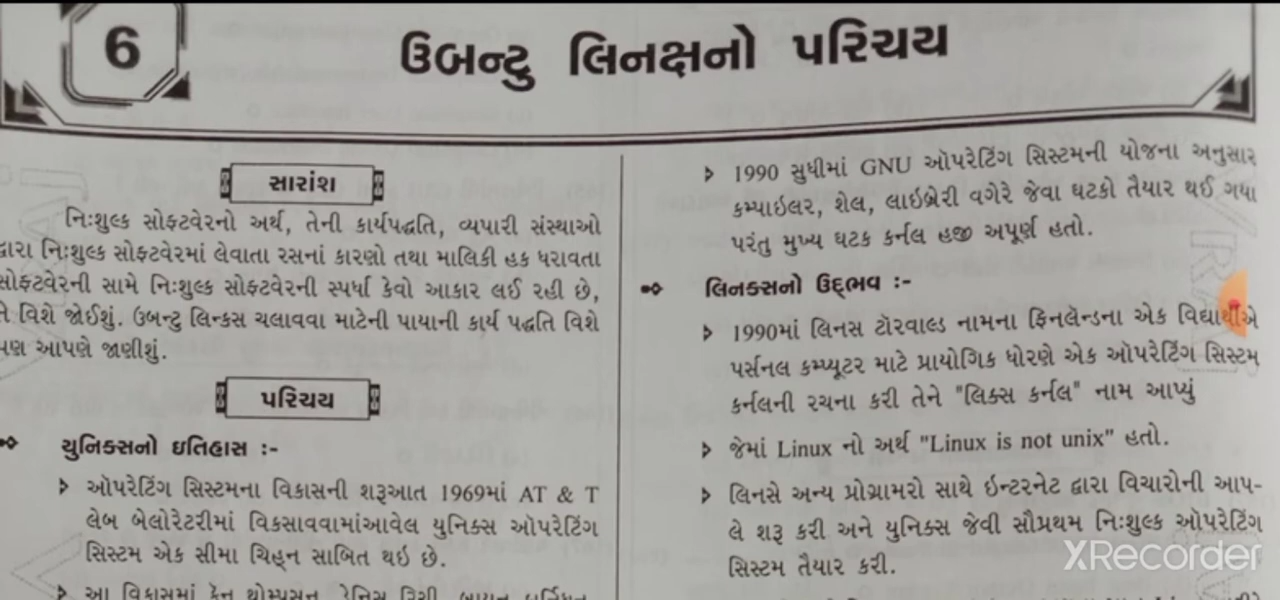 6
ઉબન્ટુ લિનક્ષનો પરિચય
સારાંશ
નિઃશુલ્ક સોફ્ટવેરનો અર્થ, તેની કાર્યપદ્ધતિ, વ્યાપારી સંસ્થાઓ
દ્વારા નિઃશુલ્ક સોફ્ટવેરમાં લેવાતા રસનાં કારણો તથા માલિકી હક ધરાવતા
સોફ્ટવેરની સામે નિઃશુલ્ક સોફ્ટવેરની સ્પર્ધા કેવો આકાર લઈ રહી છે,
તે વિશે જોઈશું. ઉબન્ટુ લિન્કસ ચલાવવા માટેની પાયાની કાર્ય પદ્ધતિ વિશે
પણ આપણે જાણીશું.
પરિચય
યુનિક્સનો ઇતિહાસ :-
ઓપરેટિંગ સિસ્ટમના વિકાસની શરૂઆત 1969માં AT & T
લેબ બેલોરેટરીમાં વિકસાવવામાંઆવેલ યુનિક્સ ઓપરેટિંગ
સિસ્ટમ એક સીમા ચિહ્ન સાબિત થઇ છે.
આ વિકાસમાં કેન થોમ્પસન, ડેનિસ રિચી,
1990 સુધીમાં GNU ઓપરેટિંગ સિસ્ટમની યોજના અનુસાર
કમ્પાઇલર, શેલ, લાઇબ્રેરી વગેરે જેવા ઘટકો તૈયાર થઈ ગયા
પરંતુ મુખ્ય ઘટક કર્નલ હજી અપૂર્ણ હતો.
લિનક્સનો ઉદ્ભવ :-
1990માં લિનસ ટોરવાલ્ડ નામના ફિનલેન્ડના એક વિદ્યાર્થીએ
પર્સનલ કમ્પ્યૂટર માટે પ્રાયોગિક ધોરણે એક ઓપરેટિંગ સિસ્ટમ
કર્નલની રચના કરી તેને "લિક્સ કર્નલ" નામ આપ્યું
જેમાં Linux નો અર્થ "Linux is not unix" હતો.
લિનસે અન્ય પ્રોગ્રામરો સાથે ઇન્ટરનેટ દ્વારા વિચારોની આપ-
લે શરૂ કરી અને યુનિક્સ જેવી સૌપ્રથમ નિઃશુલ્ક ઓપરેટિંગ
સિસ્ટમ તૈયાર કરી.
XRecorder